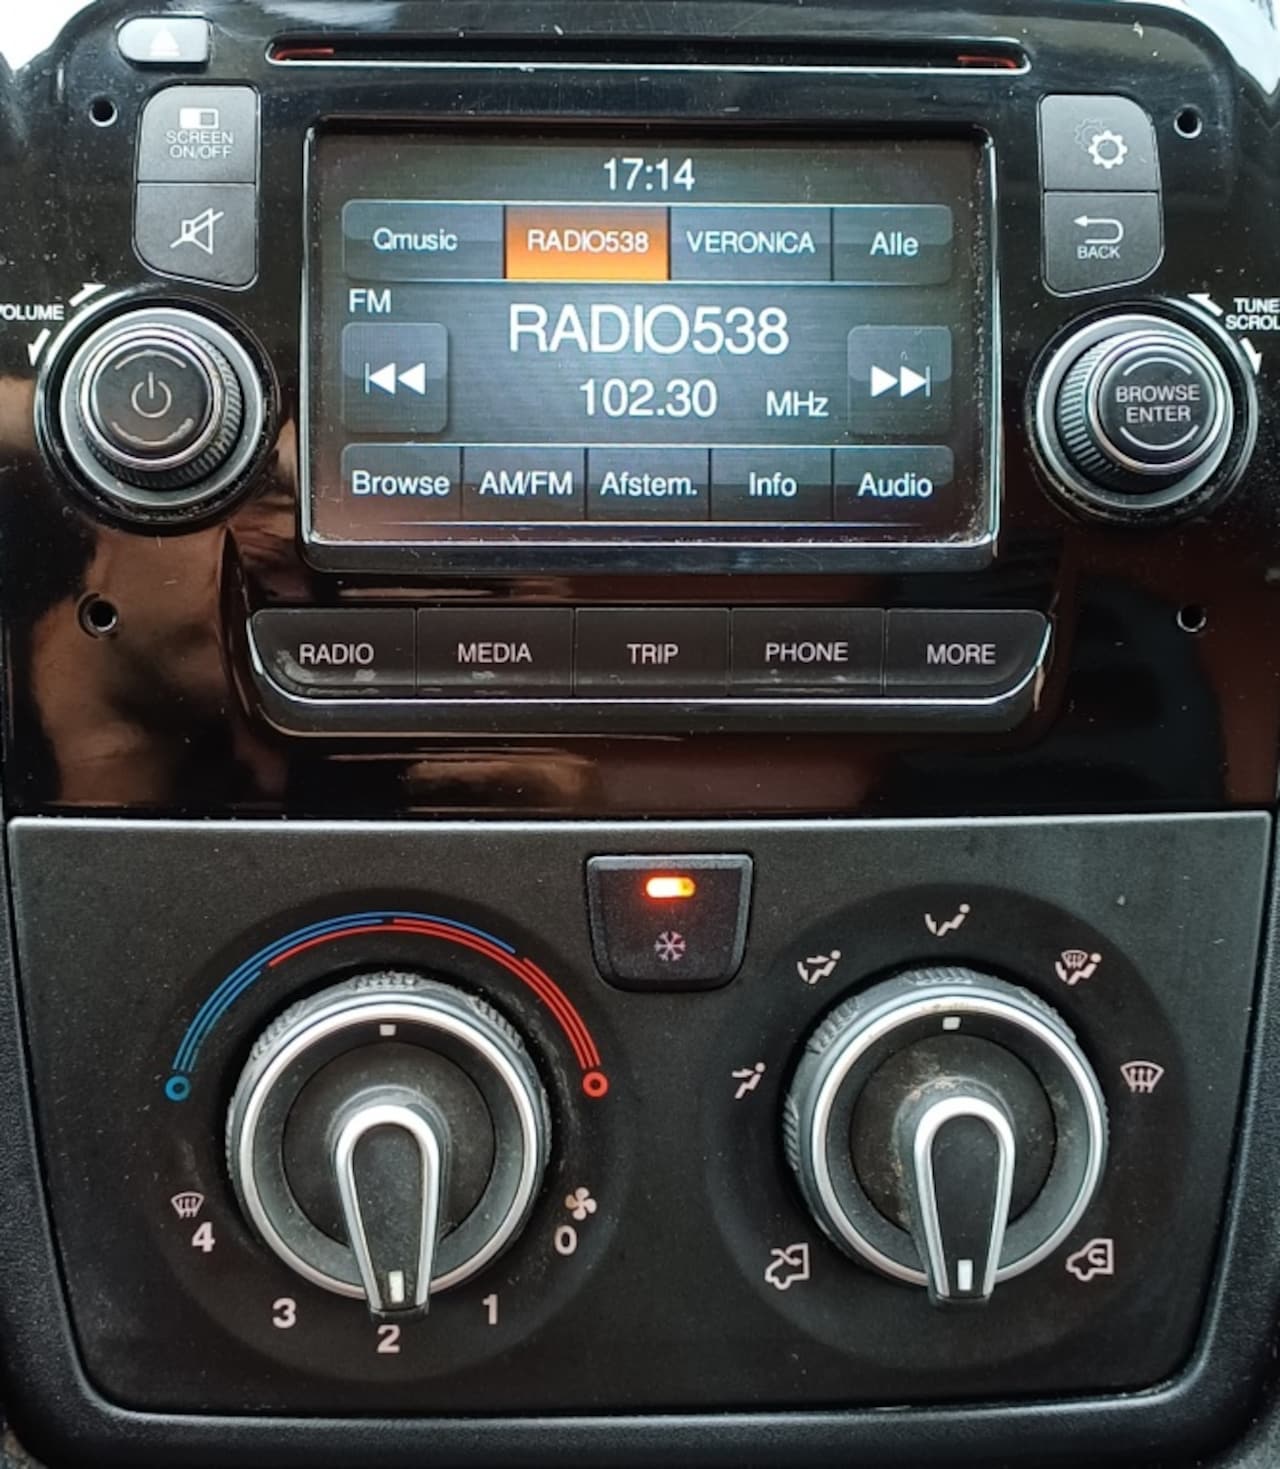 SCREEN
ON/OFF
17:14
Qmusic RADIO538 VERONICA Alle
BACK
VOLUME
TUNE
SCROLL
FM
RADIO538
102.30 MHz
BROWSE
ENTER
Browse AM/FM Afstem. Info Audio
RADIO MEDIA TRIP PHONE MORE
4
3
2
1
0